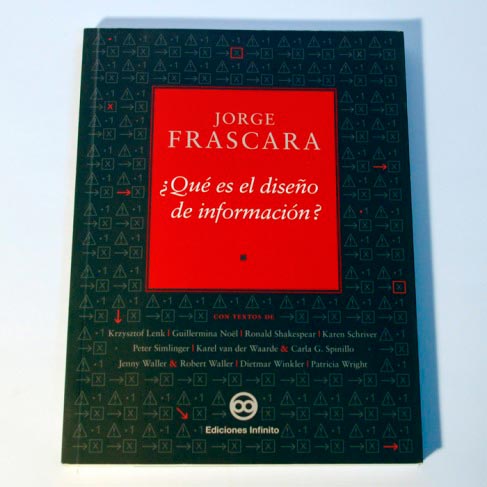 JORGE
FRASCARA
¿Qué es el diseño
de información?
CON TEXTOS DE
Krzysztof Lenk | Guillermina Noël | Ronald Shakespear | Karen Schriver
Peter Simlinger | Karel van der Waarde & Carla G. Spinillo
Jenny Waller & Robert Waller | Dietmar Winkler | Patricia Wright
Ediciones Infinito